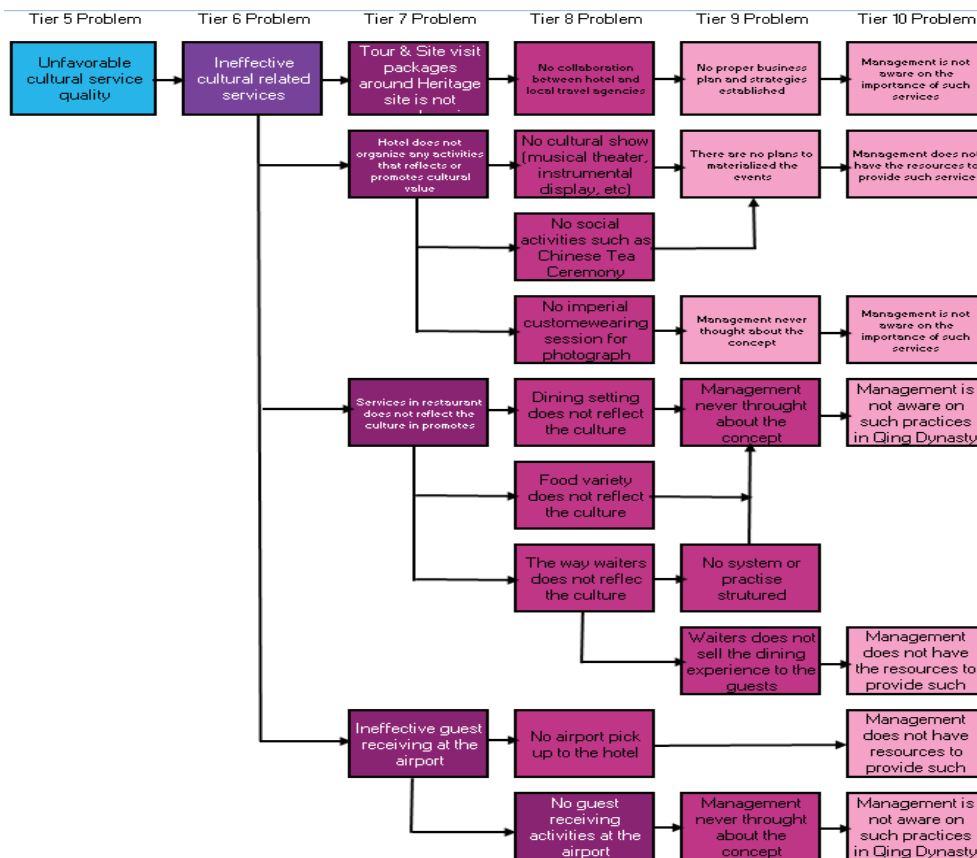 Tier 5 Problem
Tier 6 Problem
Tier 7 Problem
Tier 8 Problem
Tier 9 Problem
Tier 10 Problem
Unfavorable
cultural service
quality
Ineffective
cultural related
services
Tour & Site visit
packages
around Heritage
site is not
No collaboration
between hotel and
local travel agencies
No proper business
plan and strategies
established
Management is not
aware on the
importance of such
services
Hotel does not
organize any activities
that reflects or
promotes cultural
value
No cultural show
(musical theater,
instrumental
display, etc)
There are no plans to
materialized the
events
Management does not
have the resources to
provide such service
No social
activities such as
Chinese Tea
Ceremony
No imperial
customewearing
session for
photograph
Management never
thought about the
concept
Management is not
aware on the
importance of such
services
Services in restaurant
does not reflect the
culture in promotes
Dining setting
does not reflect
the culture
Management
never throught
about the
concept
Management is
not aware on
such practices
in Qing Dynasty
Food variety
does not reflect
the culture
The way waiters
does not reflec
the culture
No system or
practise
strutured
Waiters does not
sell the dining
experience to the
guests
Management
does not have
the resources to
provide such
Ineffective guest
receiving at the
airport
No airport pick
up to the hotel
Management
does not have
resources to
provide such
No guest
receiving
activities at the
airport
Management
never throught
about the
concept
Management is
not aware on
such practices
in Qing Dynasty